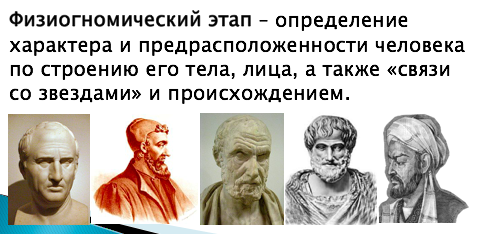 Физиогномический этап – определение
характера и предрасположенности человека
по строению его тела, лица, а также «связи
со звездами» и происхождением.